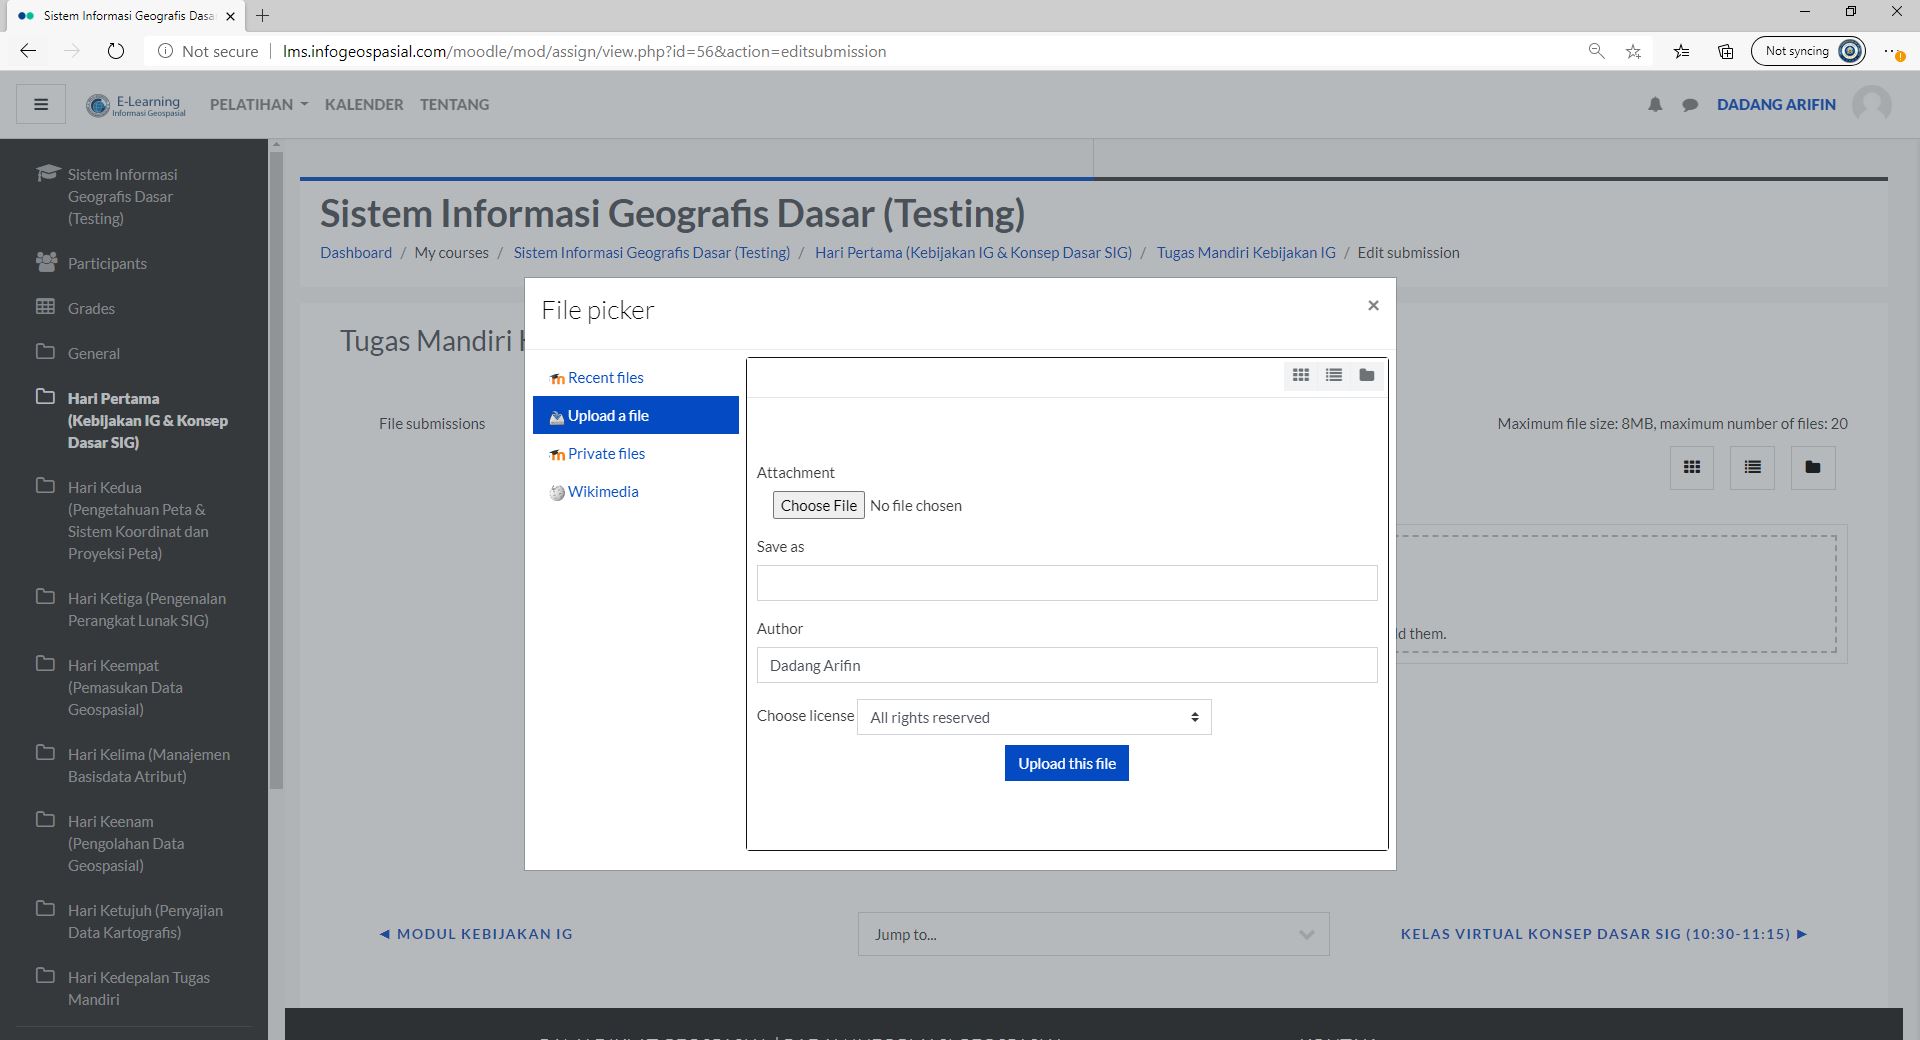 Sistem Informasi Geografis Dasa
Not secure
lms.infogeospasial.com/moodle/mod/assign/view.php?id=56&action=editsubmission
Not syncing
E-Learning
Informasi Geospasial
PELATIHAN
KALENDER
TENTANG
DADANG ARIFIN
Sistem Informasi
Geografis Dasar
(Testing)
Participants
Grades
General
Hari Pertama
(Kebijakan IG & Konsep
Dasar SIG)
Hari Kedua
(Pengetahuan Peta &
Sistem Koordinat dan
Proyeksi Peta)
Hari Ketiga (Pengenalan
Perangkat Lunak SIG)
Hari Keempat
(Pemasukan Data
Geospasial)
Hari Kelima (Manajemen
Basisdata Atribut)
Hari Keenam
(Pengolahan Data
Geospasial)
Hari Ketujuh (Penyajian
Data Kartografis)
Hari Kedepalan Tugas
Mandiri
Sistem Informasi Geografis Dasar (Testing)
Dashboard / My courses / Sistem Informasi Geografis Dasar (Testing) / Hari Pertama (Kebijakan IG & Konsep Dasar SIG) / Tugas Mandiri Kebijakan IG / Edit submission
Tugas Mandiri
File submissions
Maximum file size: 8MB, maximum number of files: 20
d them.
File picker
×
Recent files
Upload a file
Private files
Wikimedia
Attachment
Choose File No file chosen
Save as
Author
Dadang Arifin
Choose license All rights reserved
Upload this file
◄ MODUL KEBIJAKAN IG
Jump to...
KELAS VIRTUAL KONSEP DASAR SIG (10:30-11:15) ►